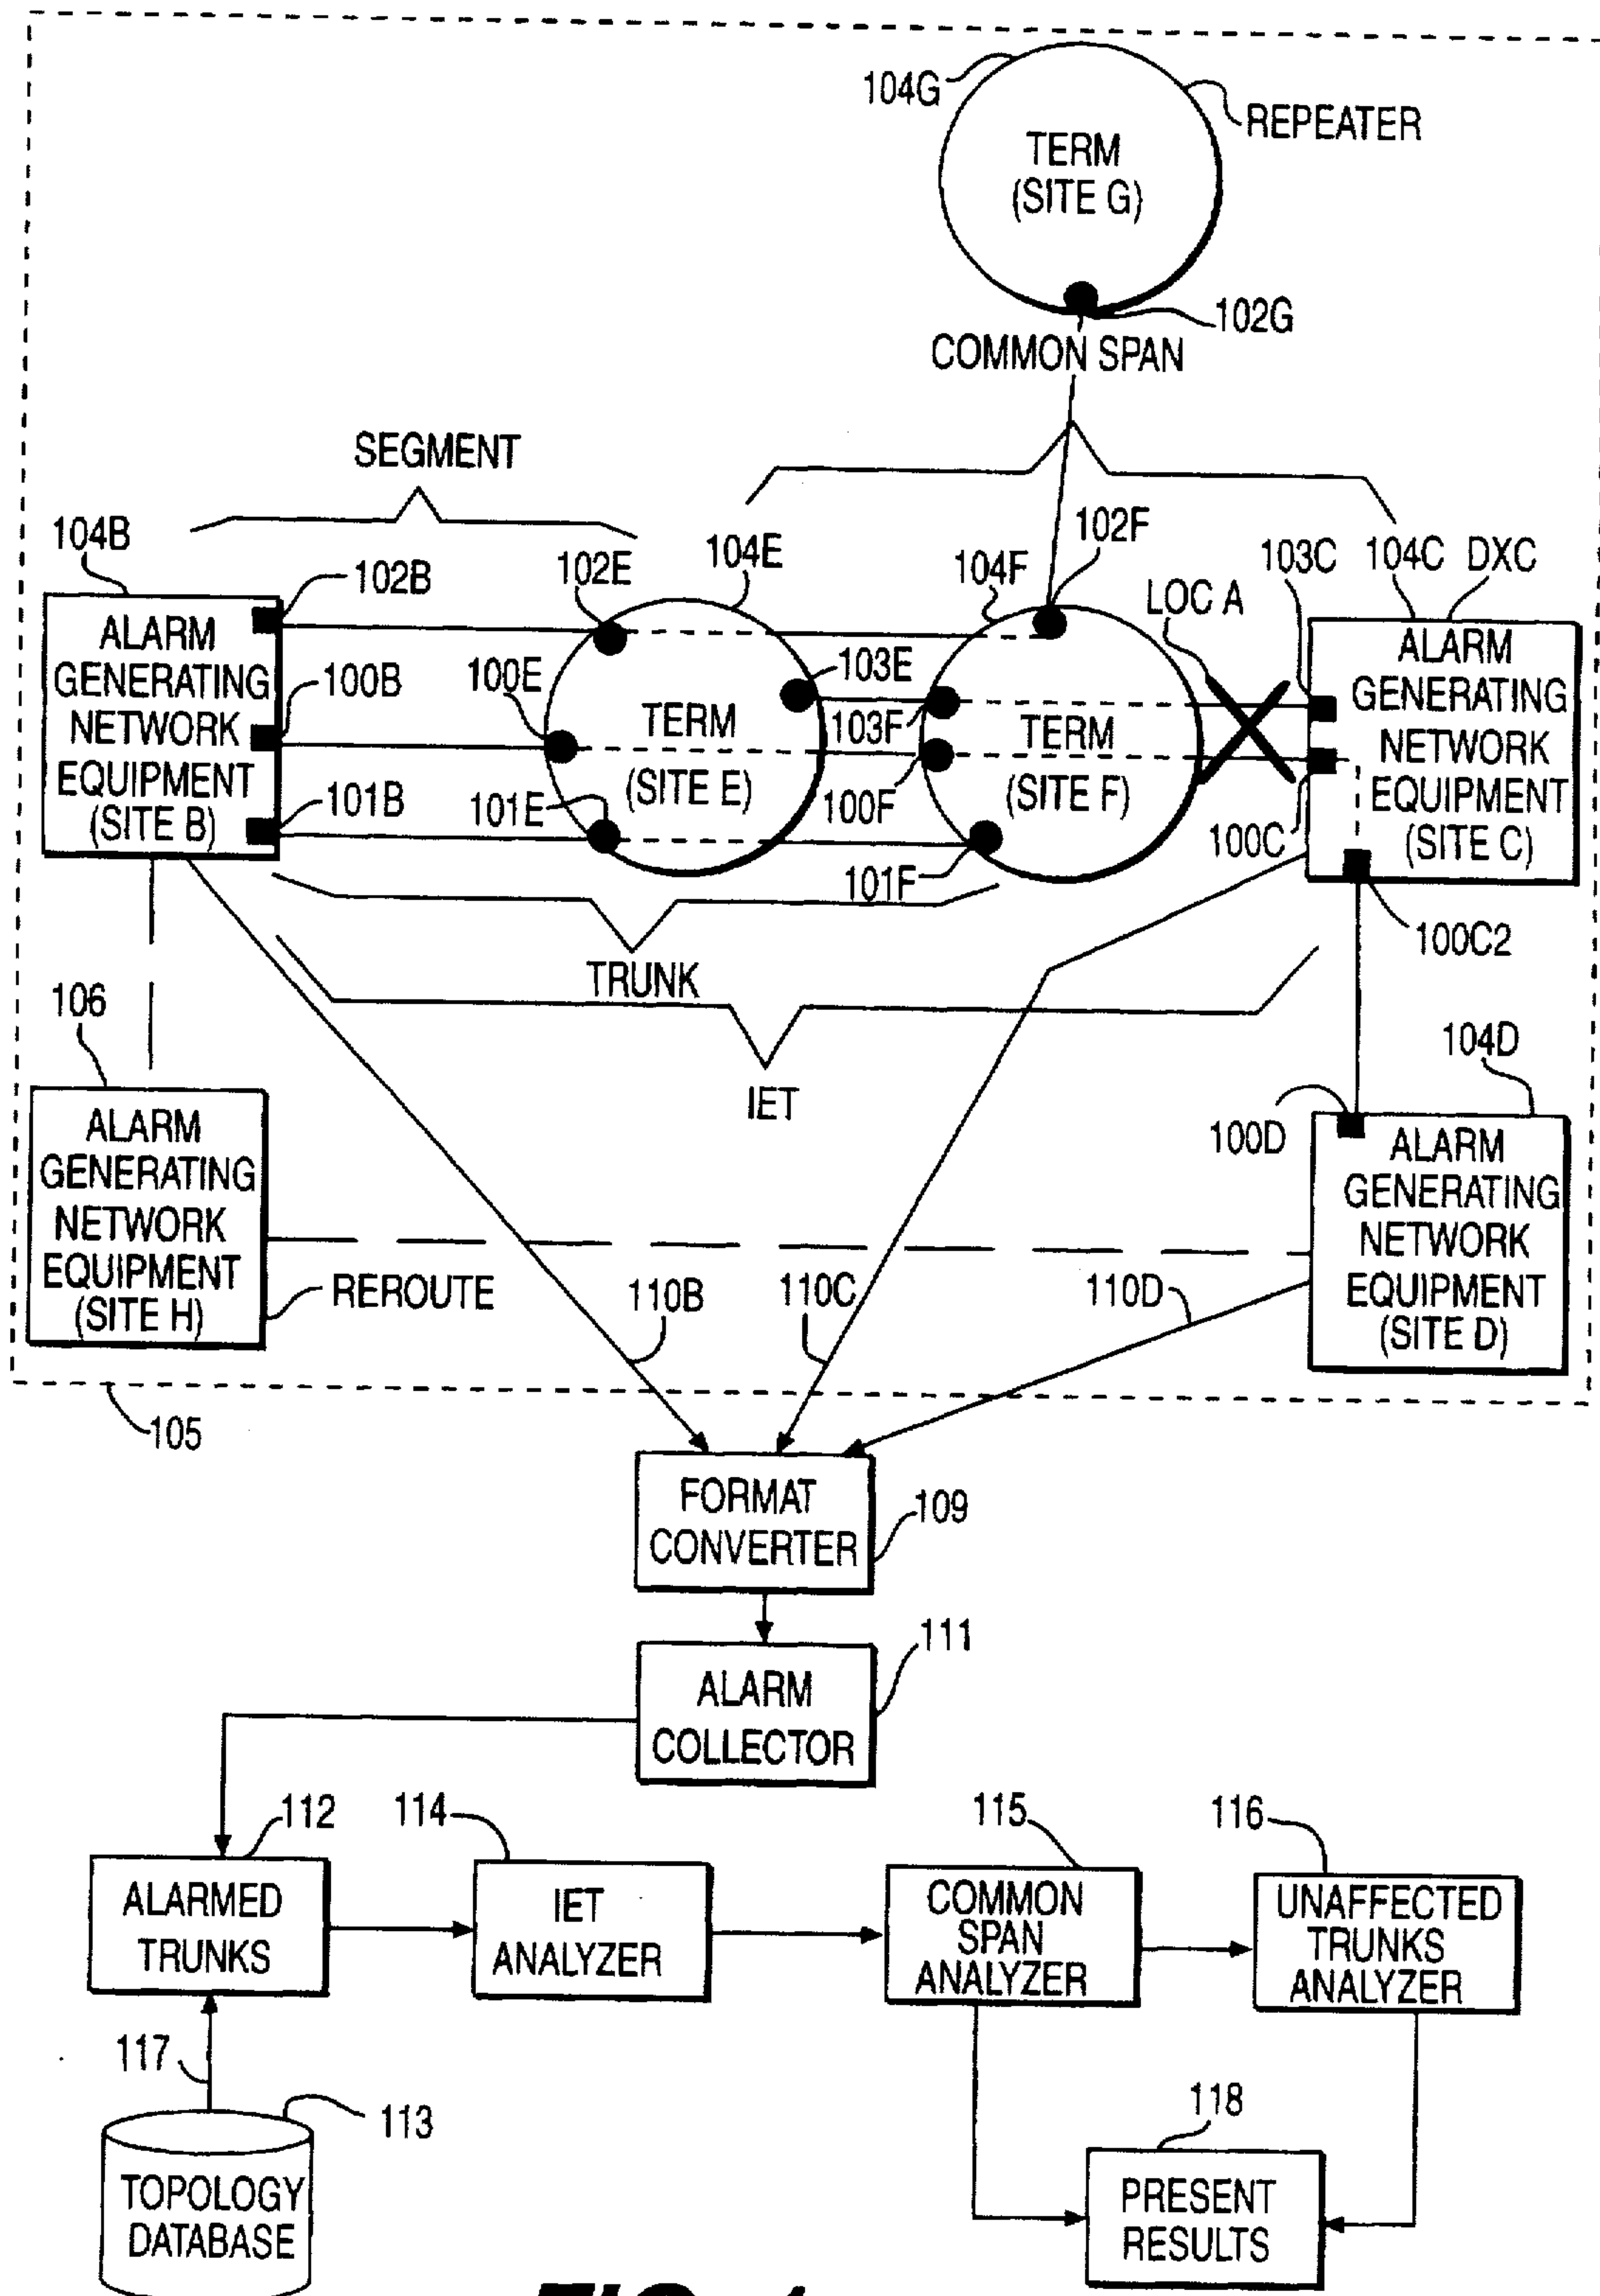 104G
REPEATER
TERM
(SITE G)
102G
COMMON SPAN
SEGMENT
104B
102B
102E
104E
104F
102F
LOC A
103C
104C
DXC
ALARM
GENERATING
NETWORK
EQUIPMENT
(SITE B)
100B
101B
100E
103E
TERM
(SITE E)
101E
103F
100F
TERM
(SITE F)
101F
100C
ALARM
GENERATING
NETWORK
EQUIPMENT
(SITE C)
100C2
TRUNK
IET
106
ALARM
GENERATING
NETWORK
EQUIPMENT
(SITE H)
REROUTE
104D
100D
ALARM
GENERATING
NETWORK
EQUIPMENT
(SITE D)
110B
110C
110D
105
FORMAT
CONVERTER
109
ALARM
COLLECTOR
111
112
ALARMED
TRUNKS
114
IET
ANALYZER
115
COMMON
SPAN
ANALYZER
116
UNAFFECTED
TRUNKS
ANALYZER
117
113
TOPOLOGY
DATABASE
118
PRESENT
RESULTS